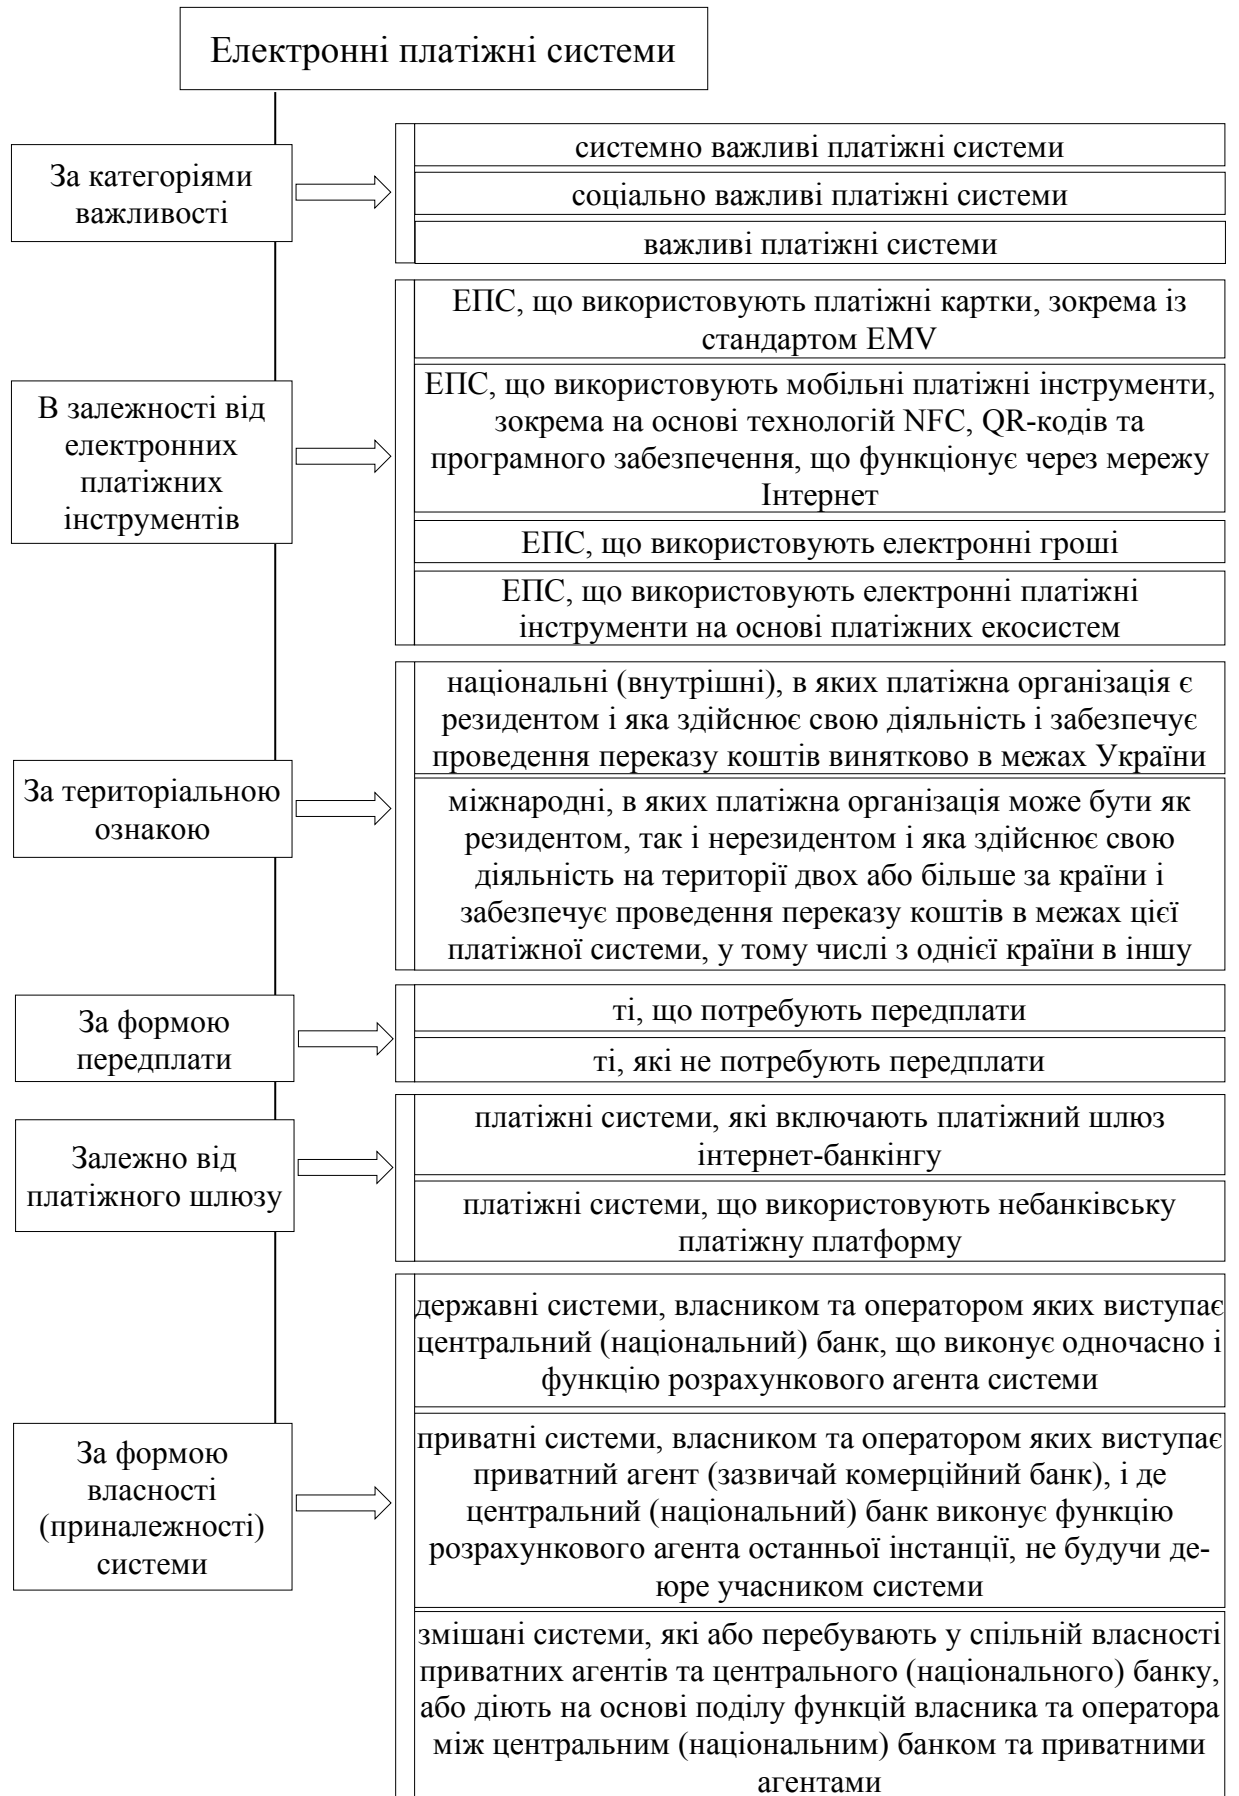 Електронні платіжні системи
За категоріями
важливості
системно важливі платіжні системи
соціально важливі платіжні системи
важливі платіжні системи
В залежності від
електронних
платіжних
інструментів
ЕПС, що використовують платіжні картки, зокрема із
стандартом EMV
ЕПС, що використовують мобільні платіжні інструменти,
зокрема на основі технологій NFC, QR-кодів та
програмного забезпечення, що функціонує через мережу
Інтернет
ЕПС, що використовують електронні гроші
ЕПС, що використовують електронні платіжні
інструменти на основі платіжних екосистем
За територіальною
ознакою
національні (внутрішні), в яких платіжна організація є
резидентом і яка здійснює свою діяльність і забезпечує
проведення переказу коштів винятково в межах України
міжнародні, в яких платіжна організація може бути як
резидентом, так і нерезидентом і яка здійснює свою
діяльність на території двох або більше за країни і
забезпечує проведення переказу коштів в межах цієї
платіжної системи, у тому числі з однієї країни в іншу
За формою
передплати
ті, що потребують передплати
ті, які не потребують передплати
Залежно від
платіжного шлюзу
платіжні системи, які включають платіжний шлюз
інтернет-банкінгу
платіжні системи, що використовують небанківську
платіжну платформу
За формою
власності
(приналежності)
системи
державні системи, власником та оператором яких виступає
центральний (національний) банк, що виконує одночасно і
функцію розрахункового агента системи
приватні системи, власником та оператором яких виступає
приватний агент (зазвичай комерційний банк), і де
центральний (національний) банк виконує функцію
розрахункового агента останньої інстанції, не будучи де-
юре учасником системи
змішані системи, які або перебувають у спільній власності
приватних агентів та центрального (національного) банку,
або діють на основі поділу функцій власника та оператора
між центральним (національним) банком та приватними
агентами